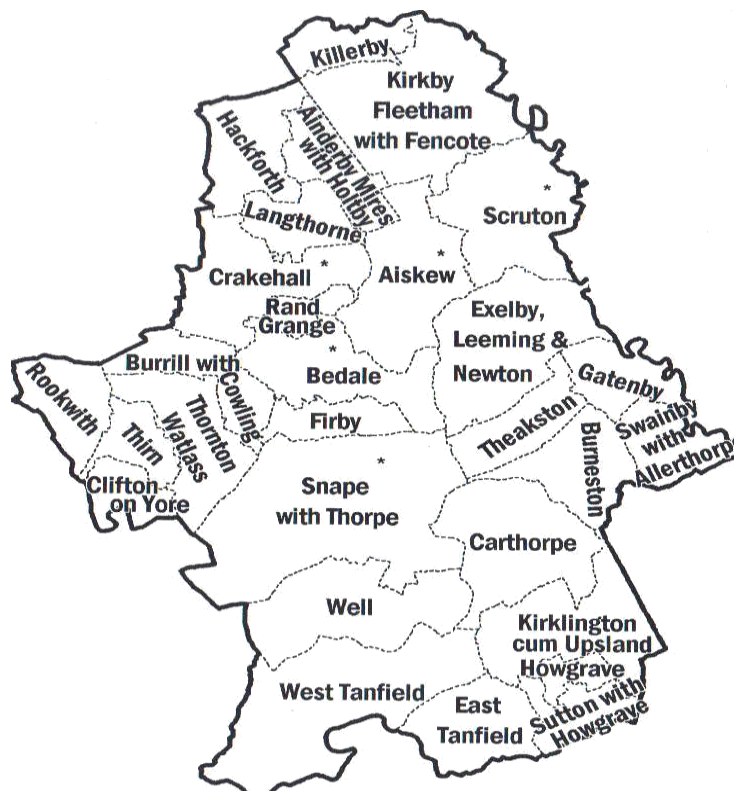 Killerby
Kirkby
Fleetham
with Fencote
Hackforth
Ainderby Mires
with Holtby
Langthorne
Scruton
*
Crakehall
*
Aiskew
*
Rand
Grange
Exelby,
Leeming &
Newton
Burrill with
Cowling
Bedale
*
Gatenby
Rookwith
Thirn
Thornton
Watlass
Firby
Theakston
Burneston
Swainby
with
Allerthorpe
Clifton
on Yore
*
Snape
with Thorpe
Carthorpe
Well
Kirklington
cum Upsland
Howgrave
West Tanfield
East
Tanfield
Sutton with
Howgrave